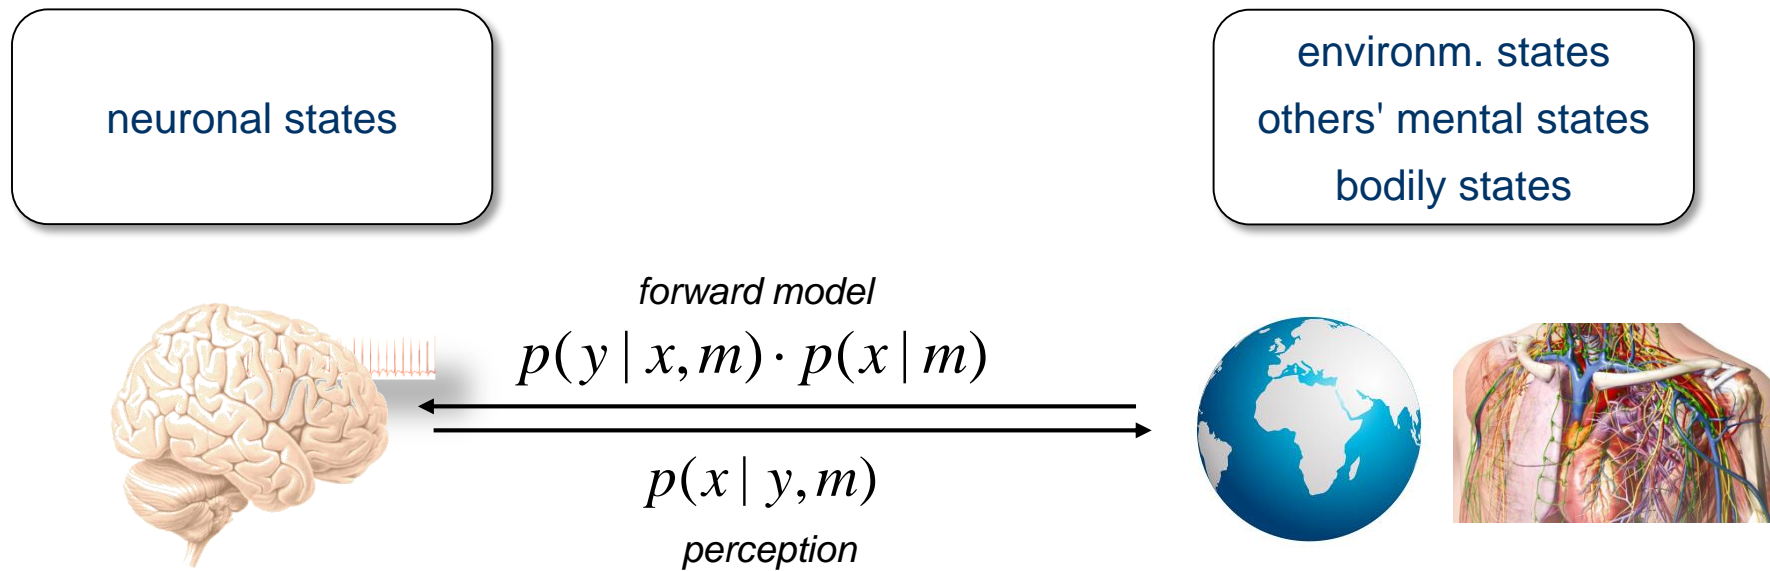 neuronal states
environm. states
others' mental states
bodily states
forward model
p(y | x, m) · p(x | m)
p(x | y, m)
perception